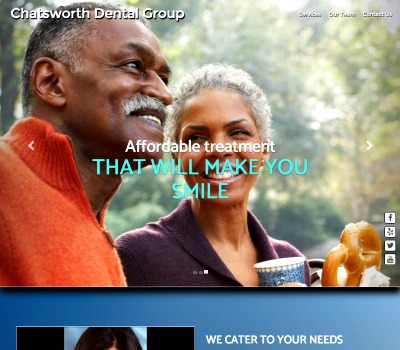 Chatsworth Dental Group
Services Our Team Contact Us
Affordable treatment
THAT WILL MAKE YOU
SMILE
WE CATER TO YOUR NEEDS